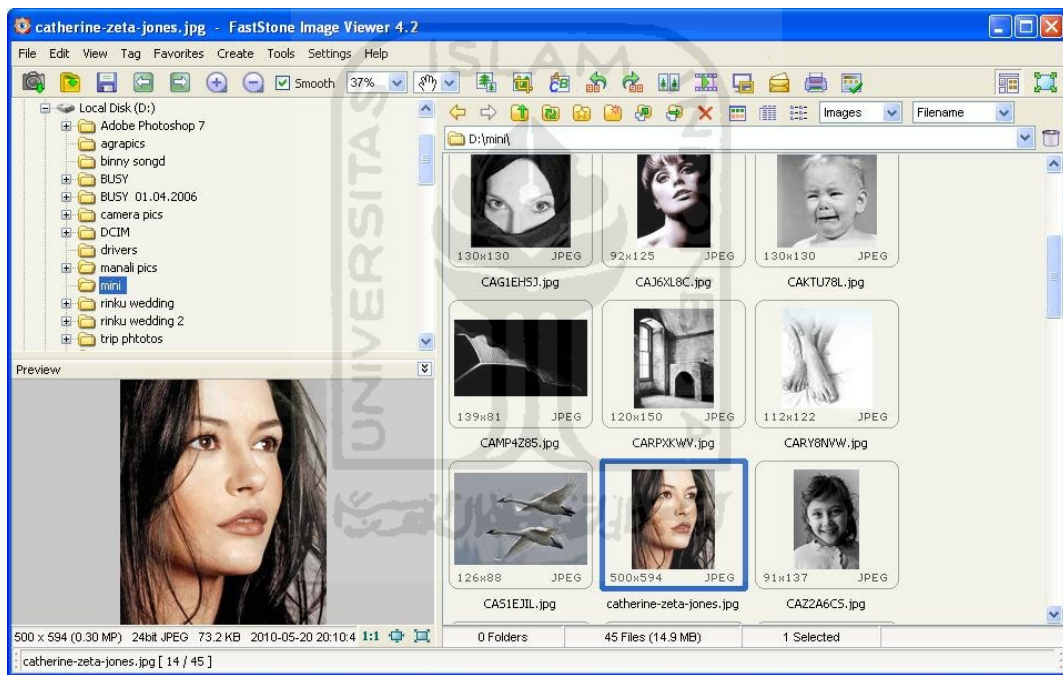 catherine-zeta-jones.jpg - FastStone Image Viewer 4.2
File Edit View Tag Favorites Create Tools Settings Help
Smooth 37%
Local Disk (D:)
Adobe Photoshop 7
agrapics
binny songd
BUSY
BUSY 01.04.2006
camera pics
DCIM
drivers
manali pics
mini
rinku wedding
rinku wedding 2
trip phtotos
Preview
500 x 594 (0.30 MP) 24bit JPEG 73.2 KB 2010-05-20 20:10:4 1:1
Images Filename
D:\mini\
130x130 JPEG 92x125 JPEG 130x130 JPEG
CAG1EHSJ.jpg CAJ6XL8C.jpg CAKTU78L.jpg
139x81 JPEG 120x150 JPEG 112x122 JPEG
CAMP4Z85.jpg CARPXKWV.jpg CARY8NVW.jpg
126x88 JPEG 500x594 JPEG 91x137 JPEG
CAS1EJIL.jpg catherine-zeta-jones.jpg CAZ2A6CS.jpg
0 Folders 45 Files (14.9 MB) 1 Selected
catherine-zeta-jones.jpg [ 14 / 45 ]
UNIVERSITAS
ISLAM
INDONESIA